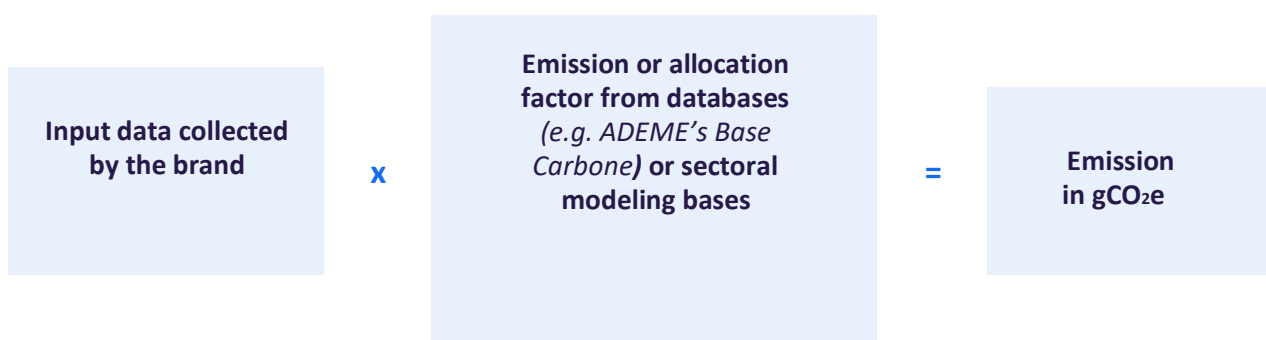 Input data collected
by the brand
x
Emission or allocation
factor from databases
(e.g. ADEME's Base
Carbone) or sectoral
modeling bases
=
Emission
in gCO₂e